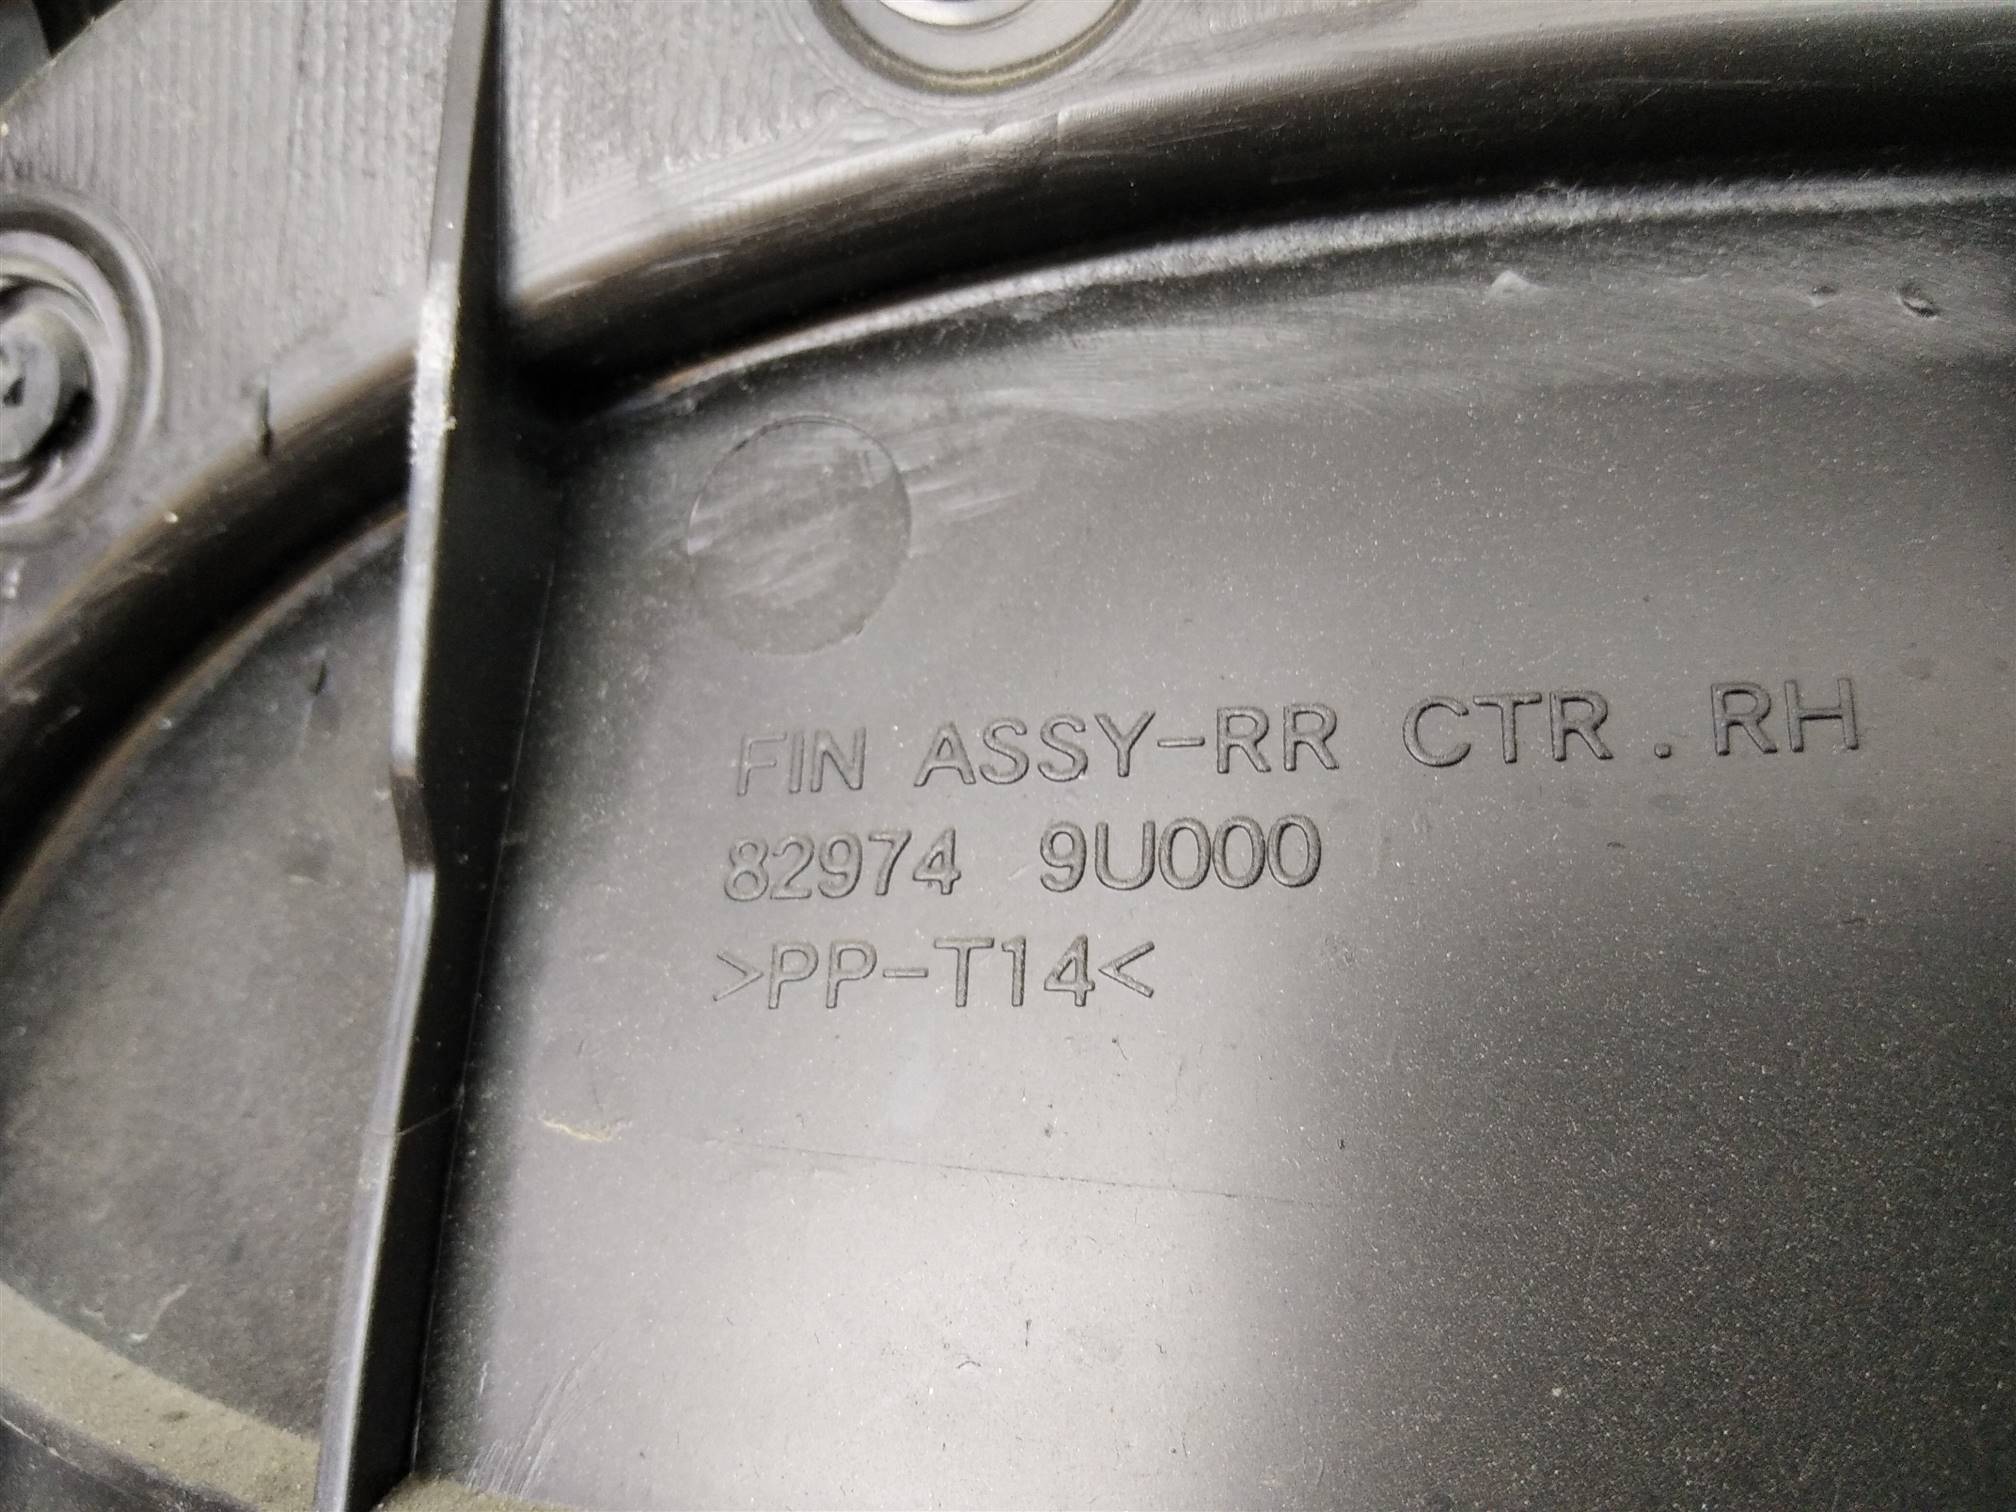 FIN ASSY-RR CTR.RH
82974 9U000
>PP-T14<